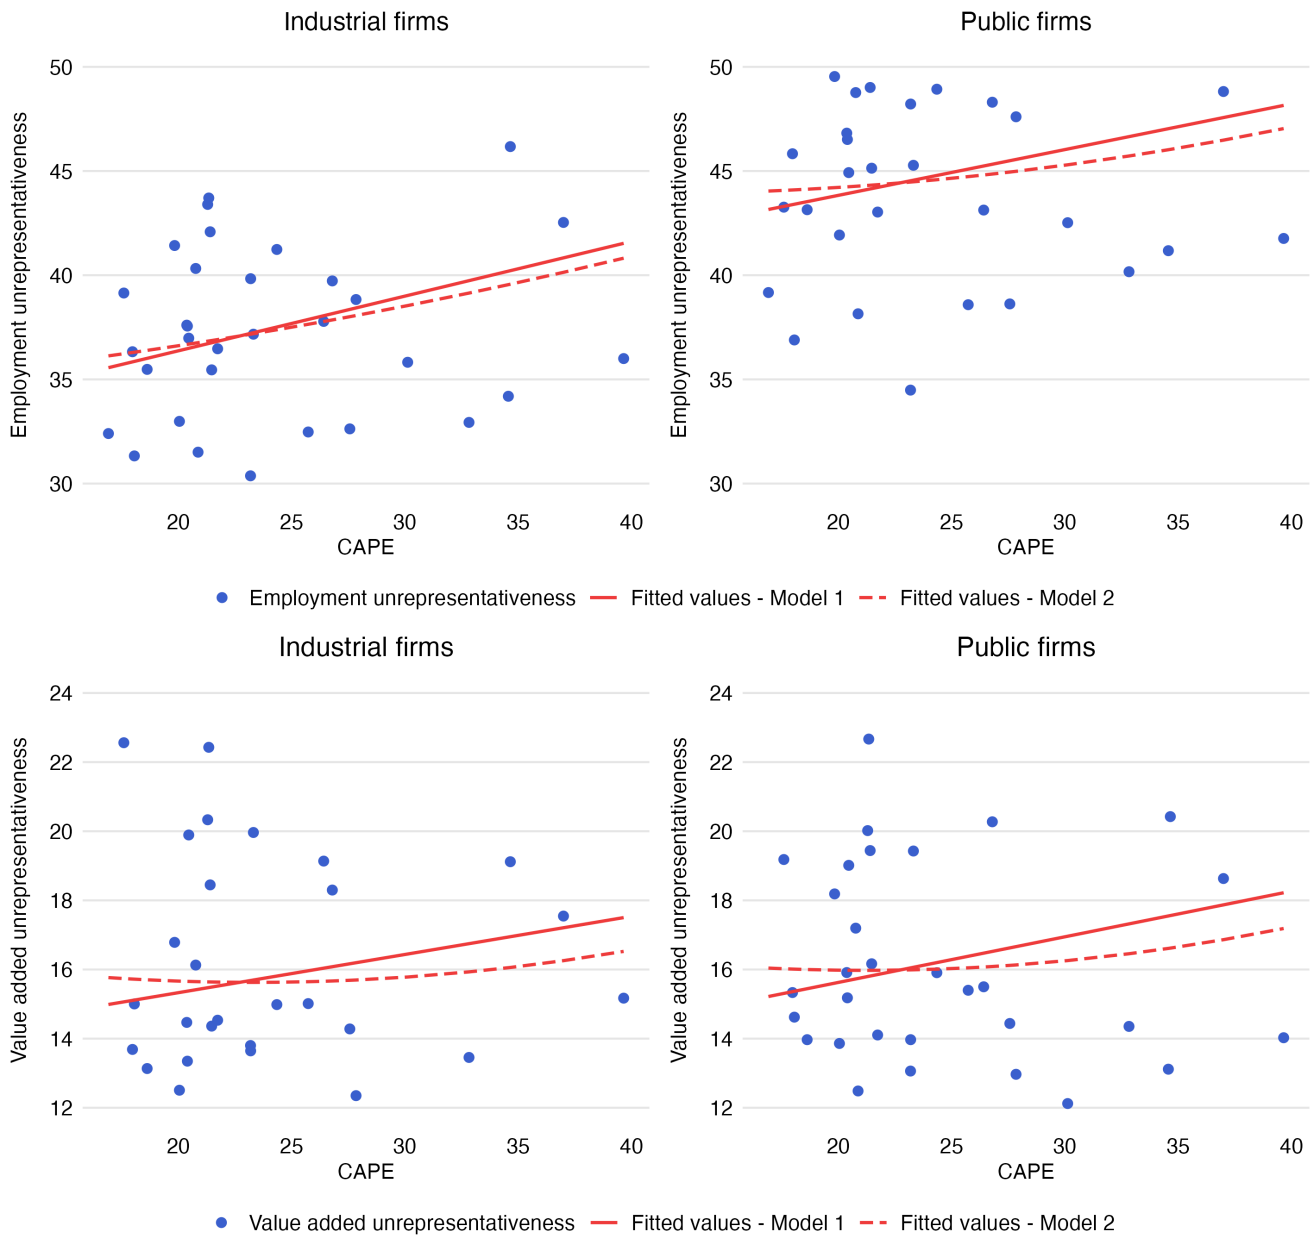 Industrial firms
Public firms
Employment unrepresentativeness
50
45
40
35
30
20 25 30 35 40
CAPE
Employment unrepresentativeness
50
45
40
35
30
20 25 30 35 40
CAPE
Employment unrepresentativeness Fitted values - Model 1 Fitted values - Model 2
Industrial firms
Public firms
Value added unrepresentativeness
24
22
20
18
16
14
12
20 25 30 35 40
CAPE
Value added unrepresentativeness
24
22
20
18
16
14
12
20 25 30 35 40
CAPE
Value added unrepresentativeness Fitted values - Model 1 Fitted values - Model 2